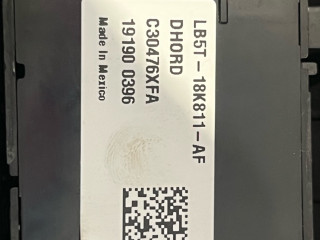 LB5T-18K811-AF
DHORD
C30476XFA
19190 0396
Made In Mexico